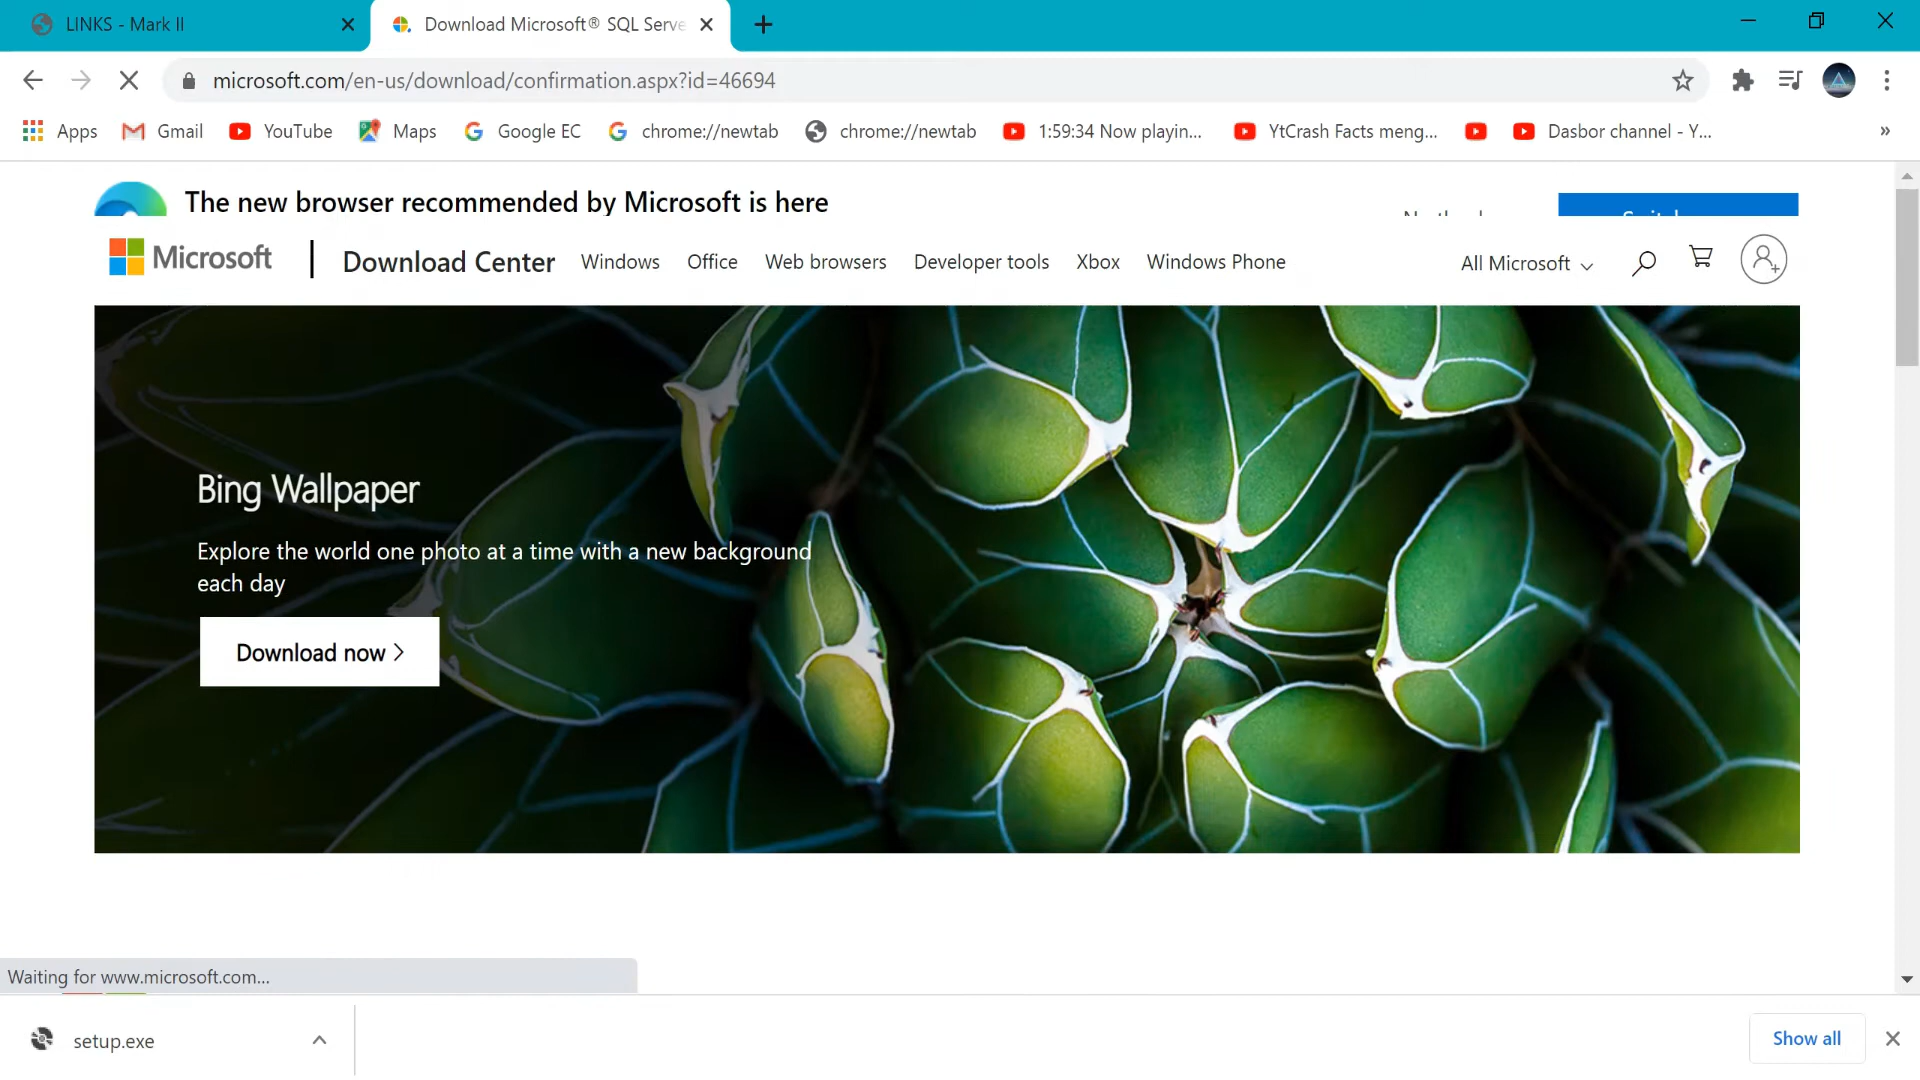 LINKS - Mark II
Download Microsoft® SQL Serve
microsoft.com/en-us/download/confirmation.aspx?id=46694
Apps
Gmail
YouTube
Maps
Google EC
chrome://newtab
chrome://newtab
1:59:34 Now playin...
YtCrash Facts meng...
Dasbor channel - Y...
»
The new browser recommended by Microsoft is here
Microsoft
Download Center
Windows
Office
Web browsers
Developer tools
Xbox
Windows Phone
All Microsoft
Bing Wallpaper
Explore the world one photo at a time with a new background
each day
Download now >
Waiting for www.microsoft.com...
setup.exe
Show all